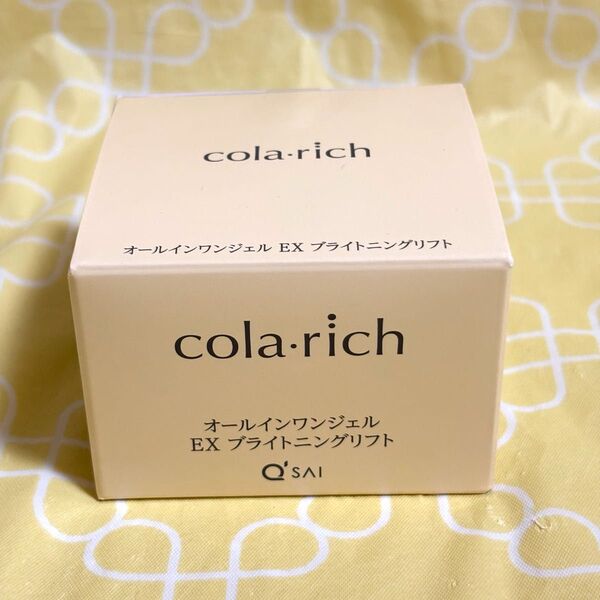 cola·rich
オールインワンジェル EX ブライトニングリフト
cola·rich
オールインワンジェル
EX ブライトニングリフト
Q'SAI